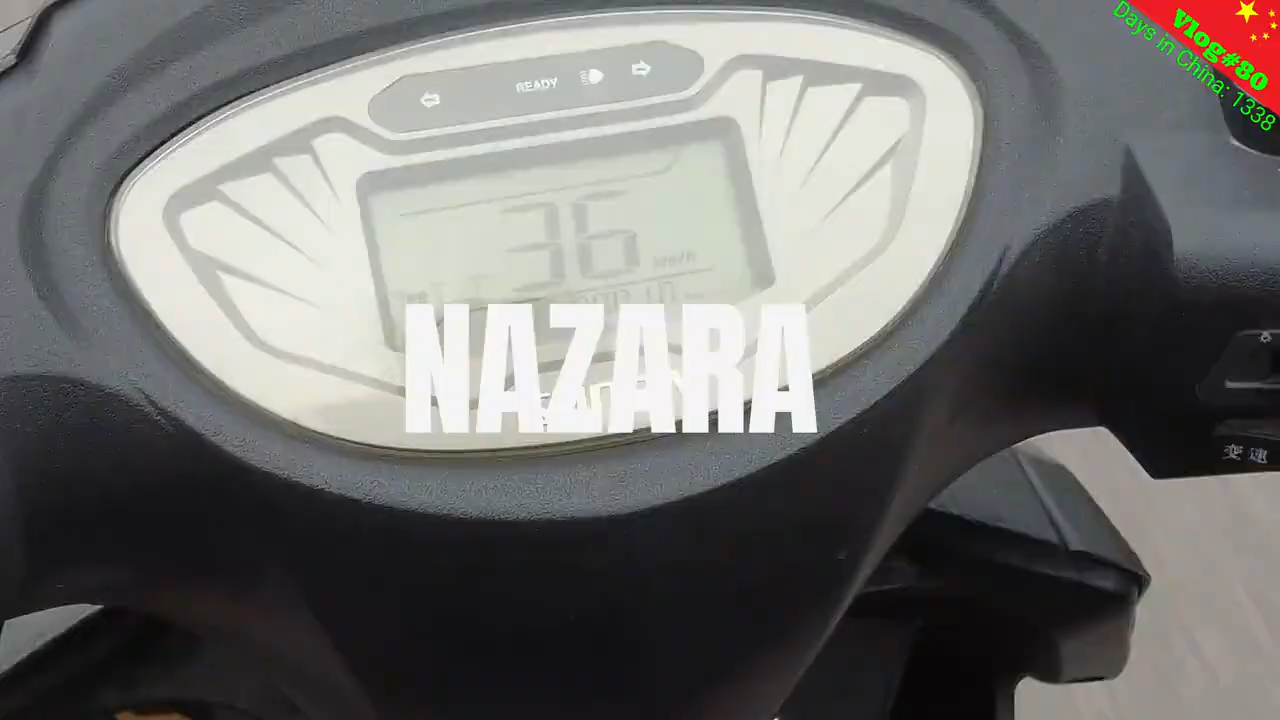 Vlog#80
Days in China: 1338
READY
36
km/h
NAZARA
变速